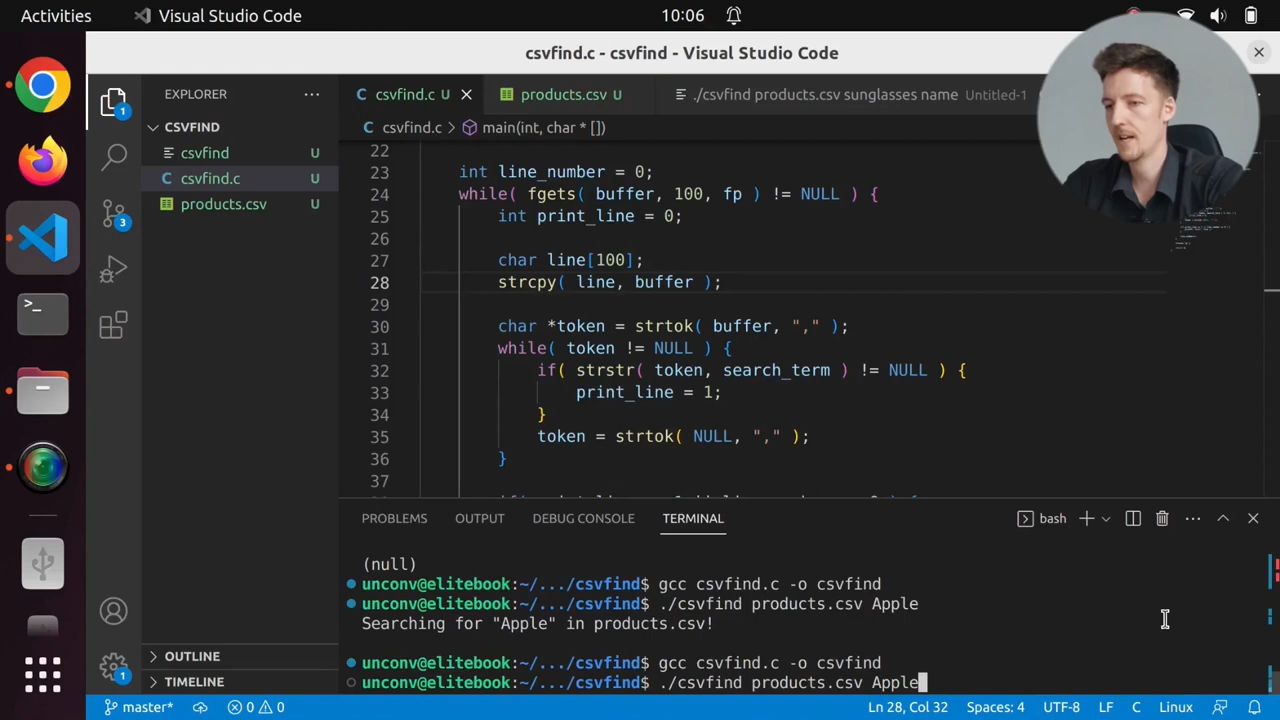 Activities Visual Studio Code 10:06
csvfind.c - csvfind - Visual Studio Code
EXPLORER
CSVFIND
csvfind U
csvfind.c U
products.csv U
OUTLINE
TIMELINE
1
3
1
csvfind.c U products.csv U ./csvfind products.csv sunglasses name Untitled-1
csvfind.c main(int, char * [])
22
23 int line_number = 0;
24 while( fgets( buffer, 100, fp ) != NULL ) {
25 int print_line = 0;
26
27 char line[100];
28 strcpy( line, buffer );
29
30 char *token = strtok( buffer, "," );
31 while( token != NULL ) {
32 if( strstr( token, search_term ) != NULL ) {
33 print_line = 1;
34 }
35 token = strtok( NULL, "," );
36 }
37
PROBLEMS OUTPUT DEBUG CONSOLE TERMINAL bash
(null)
unconv@elitebook:~/.../csvfind$ gcc csvfind.c -o csvfind
unconv@elitebook:~/.../csvfind$ ./csvfind products.csv Apple
Searching for "Apple" in products.csv!
unconv@elitebook:~/.../csvfind$ gcc csvfind.c -o csvfind
unconv@elitebook:~/.../csvfind$ ./csvfind products.csv Apple
master* 0 0 Ln 28, Col 32 Spaces: 4 UTF-8 LF C Linux